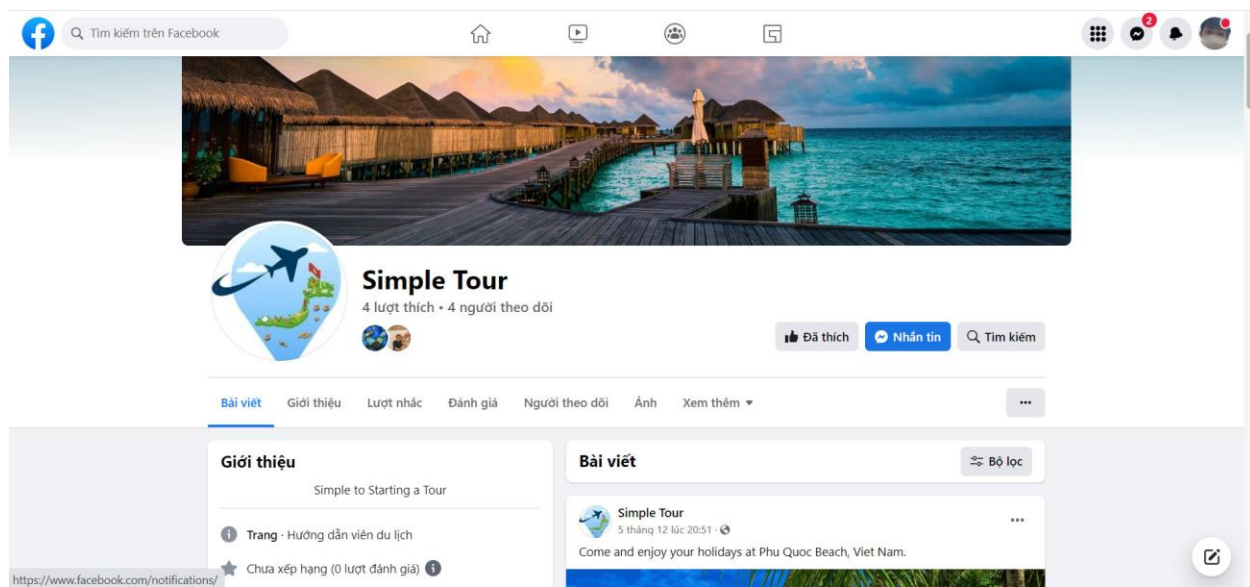 Tìm kiếm trên Facebook
2
Simple Tour
4 lượt thích • 4 người theo dõi
Đã thích
Nhắn tin
Tìm kiếm
Bài viết
Giới thiệu
Lượt nhắc
Đánh giá
Người theo dõi
Ảnh
Xem thêm
Giới thiệu
Simple to Starting a Tour
Trang · Hướng dẫn viên du lịch
Chưa xếp hạng (0 lượt đánh giá)
Bài viết
Bộ lọc
Simple Tour
5 tháng 12 lúc 20:51 ·
Come and enjoy your holidays at Phu Quoc Beach, Viet Nam.
https://www.facebook.com/notifications/